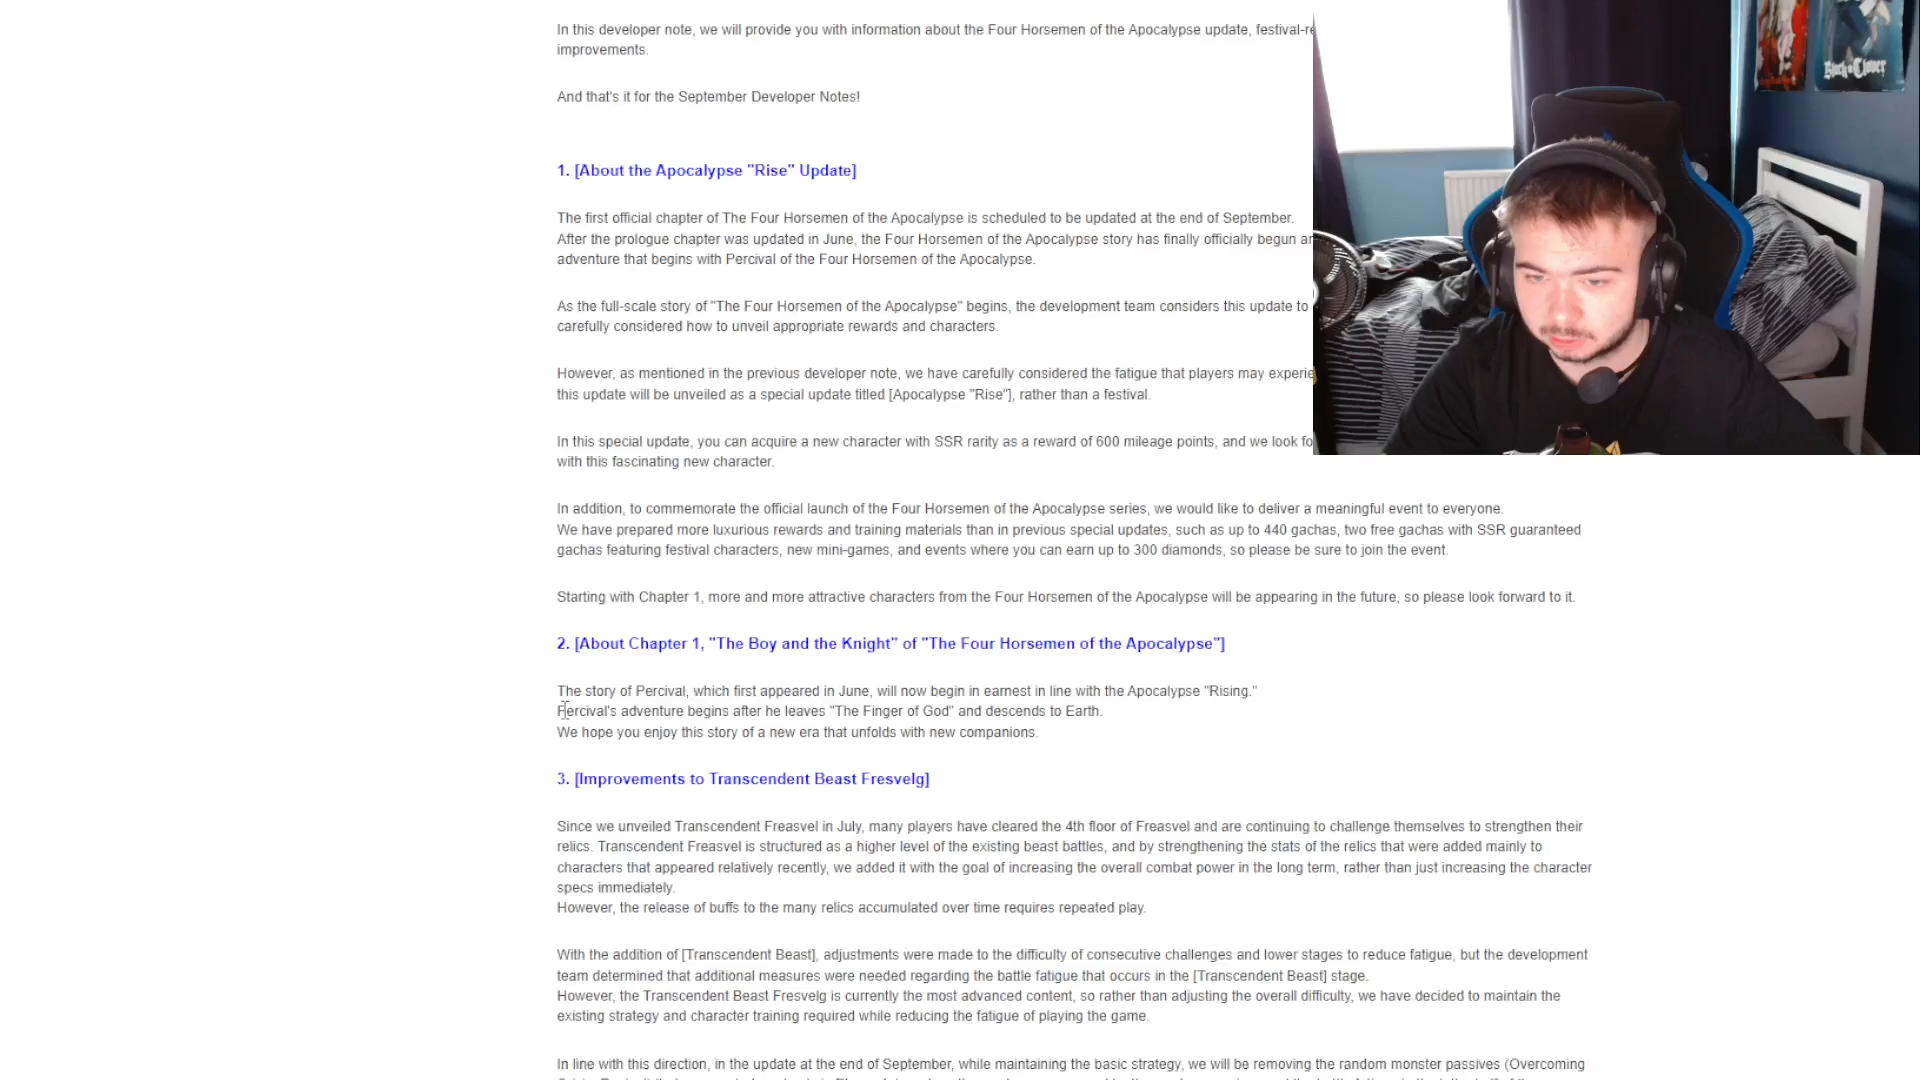 In this developer note, we will provide you with information about the Four Horsemen of the Apocalypse update, festival-re
improvements.
And that's it for the September Developer Notes!
1. [About the Apocalypse "Rise" Update]
The first official chapter of The Four Horsemen of the Apocalypse is scheduled to be updated at the end of September.
After the prologue chapter was updated in June, the Four Horsemen of the Apocalypse story has finally officially begun an
adventure that begins with Percival of the Four Horsemen of the Apocalypse.
As the full-scale story of "The Four Horsemen of the Apocalypse" begins, the development team considers this update to
carefully considered how to unveil appropriate rewards and characters.
However, as mentioned in the previous developer note, we have carefully considered the fatigue that players may experie
this update will be unveiled as a special update titled [Apocalypse "Rise"], rather than a festival.
In this special update, you can acquire a new character with SSR rarity as a reward of 600 mileage points, and we look fo
with this fascinating new character.
In addition, to commemorate the official launch of the Four Horsemen of the Apocalypse series, we would like to deliver a meaningful event to everyone.
We have prepared more luxurious rewards and training materials than in previous special updates, such as up to 440 gachas, two free gachas with SSR guaranteed
gachas featuring festival characters, new mini-games, and events where you can earn up to 300 diamonds, so please be sure to join the event.
Starting with Chapter 1, more and more attractive characters from the Four Horsemen of the Apocalypse will be appearing in the future, so please look forward to it.
2. [About Chapter 1, "The Boy and the Knight" of "The Four Horsemen of the Apocalypse"]
The story of Percival, which first appeared in June, will now begin in earnest in line with the Apocalypse "Rising."
Percival's adventure begins after he leaves "The Finger of God" and descends to Earth.
We hope you enjoy this story of a new era that unfolds with new companions.
3. [Improvements to Transcendent Beast Fresvelg]
Since we unveiled Transcendent Freasvel in July, many players have cleared the 4th floor of Freasvel and are continuing to challenge themselves to strengthen their
relics. Transcendent Freasvel is structured as a higher level of the existing beast battles, and by strengthening the stats of the relics that were added mainly to
characters that appeared relatively recently, we added it with the goal of increasing the overall combat power in the long term, rather than just increasing the character
specs immediately.
However, the release of buffs to the many relics accumulated over time requires repeated play.
With the addition of [Transcendent Beast], adjustments were made to the difficulty of consecutive challenges and lower stages to reduce fatigue, but the development
team determined that additional measures were needed regarding the battle fatigue that occurs in the [Transcendent Beast] stage.
However, the Transcendent Beast Fresvelg is currently the most advanced content, so rather than adjusting the overall difficulty, we have decided to maintain the
existing strategy and character training required while reducing the fatigue of playing the game.
In line with this direction, in the update at the end of September, while maintaining the basic strategy, we will be removing the random monster passives (Overcoming
Black Clover